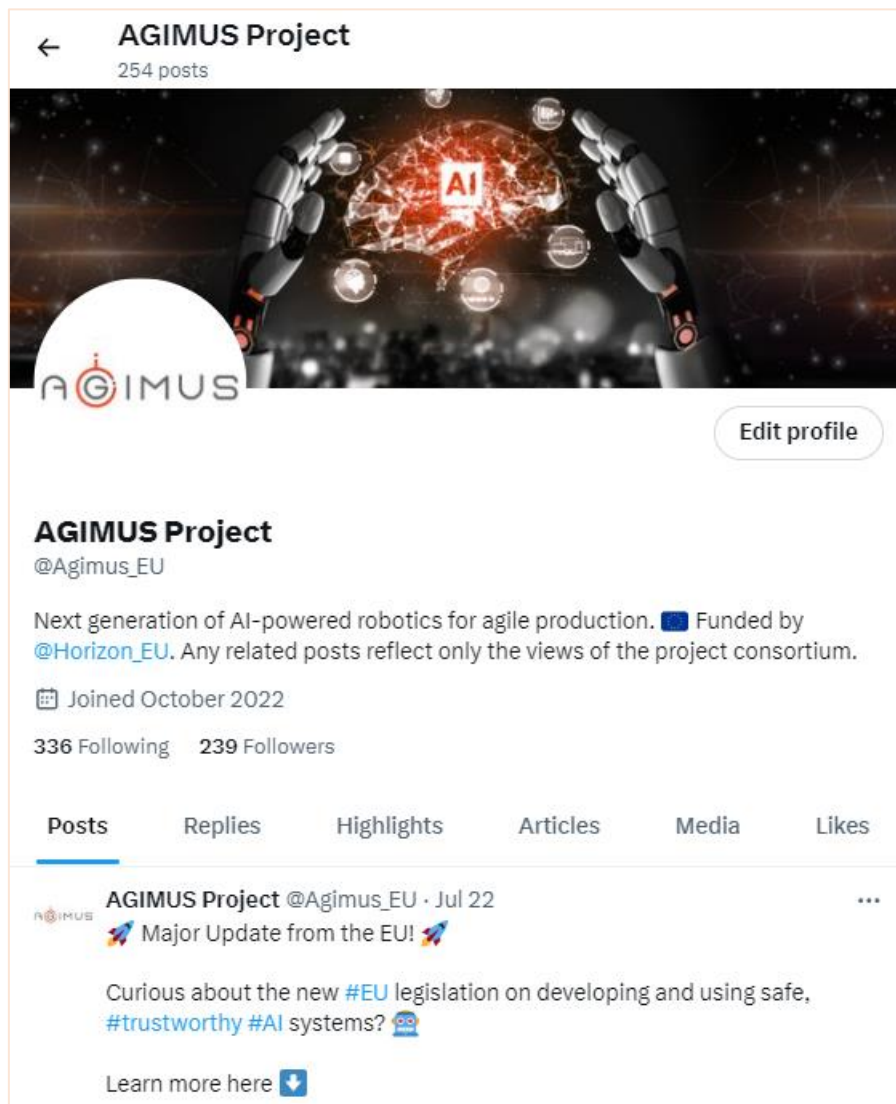 AGIMUS Project
254 posts
AI
AGIMUS
Edit profile
AGIMUS Project
@Agimus_EU
Next generation of AI-powered robotics for agile production. 🇪🇺 Funded by
@Horizon_EU. Any related posts reflect only the views of the project consortium.
Joined October 2022
336 Following 239 Followers
Posts Replies Highlights Articles Media Likes
AGIMUS Project @Agimus_EU · Jul 22
AGIMUS
🚀 Major Update from the EU! 🚀
Curious about the new #EU legislation on developing and using safe,
#trustworthy #AI systems? 🤖
Learn more here ⬇️